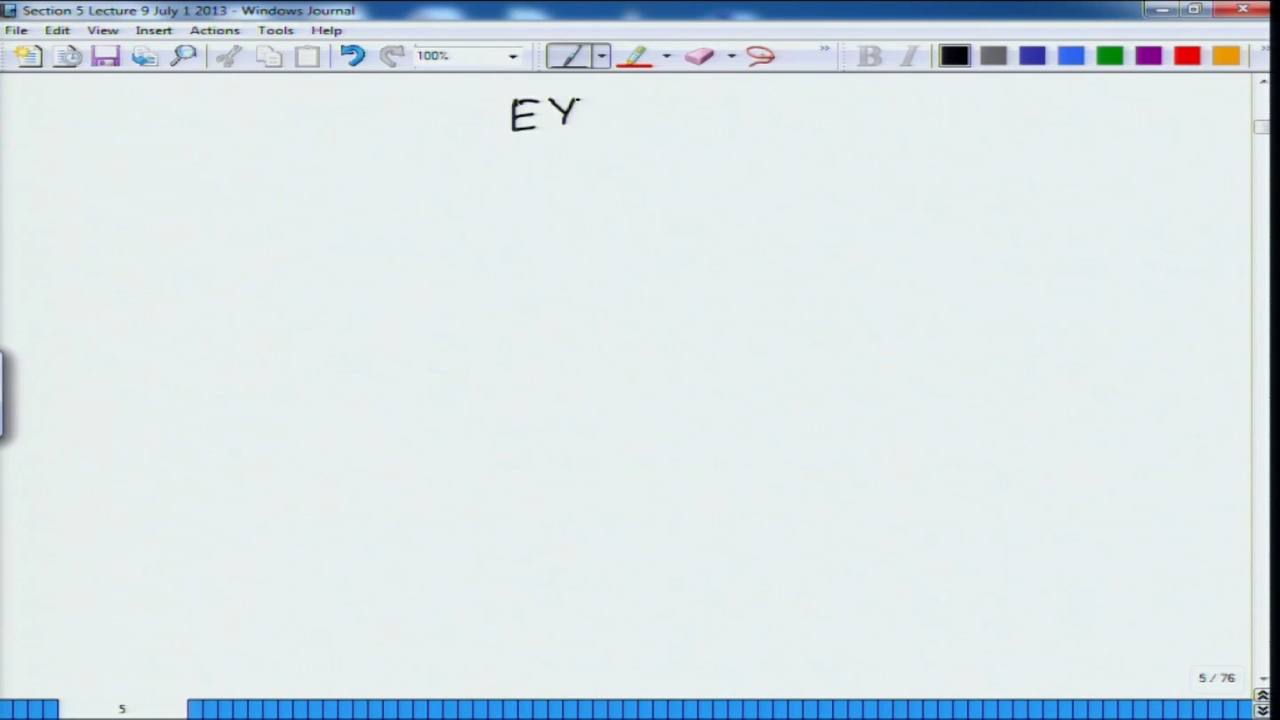 Section 5 Lecture 9 July 1 2013 - Windows Journal
File Edit View Insert Actions Tools Help
100%
B I
EY
5 / 76
5